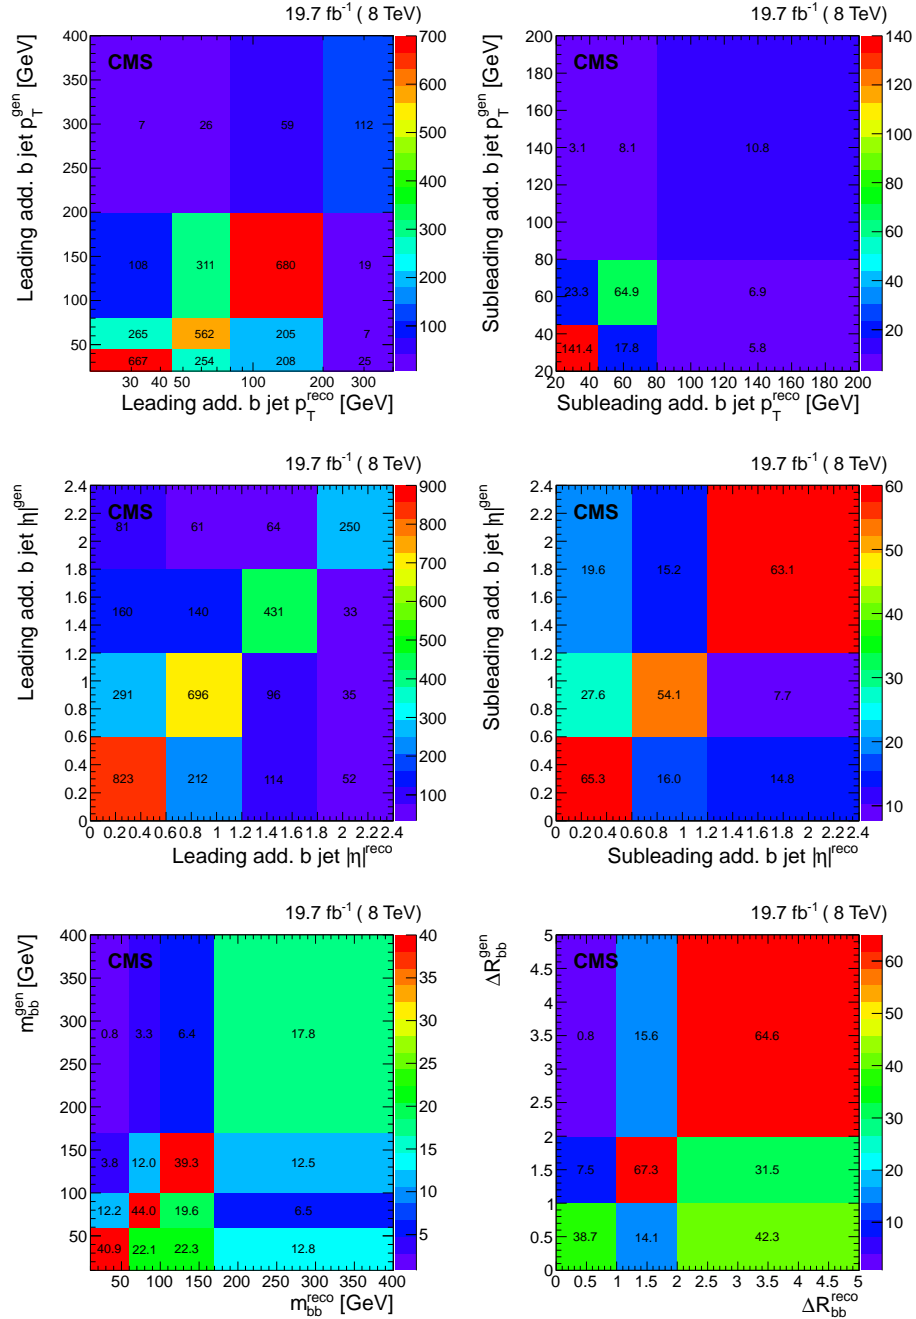 19.7 fb⁻¹ ( 8 TeV)
CMS
Leading add. b jet p_T^gen [GeV]
400
350
300
250
200
150
100
50
7 26 59 112
108 311 680 19
265 562 205 7
667 254 208 25
30 40 50 100 200 300
Leading add. b jet p_T^reco [GeV]
700
600
500
400
300
200
100
19.7 fb⁻¹ ( 8 TeV)
CMS
Subleading add. b jet p_T^gen [GeV]
200
180
160
140
120
100
80
60
40
20
3.1 8.1 10.8
23.3 64.9 6.9
141.4 17.8 5.8
20 40 60 80 100 120 140 160 180 200
Subleading add. b jet p_T^reco [GeV]
140
120
100
80
60
40
20
19.7 fb⁻¹ ( 8 TeV)
CMS
Leading add. b jet |η|^gen
2.4
2.2
2
1.8
1.6
1.4
1.2
1
0.8
0.6
0.4
0.2
0
81 61 64 250
160 140 431 33
291 696 96 35
823 212 114 52
0 0.2 0.4 0.6 0.8 1 1.2 1.4 1.6 1.8 2 2.2 2.4
Leading add. b jet |η|^reco
900
800
700
600
500
400
300
200
100
19.7 fb⁻¹ ( 8 TeV)
CMS
Subleading add. b jet |η|^gen
2.4
2.2
2
1.8
1.6
1.4
1.2
1
0.8
0.6
0.4
0.2
0
19.6 15.2 63.1
27.6 54.1 7.7
65.3 16.0 14.8
0 0.2 0.4 0.6 0.8 1 1.2 1.4 1.6 1.8 2 2.2 2.4
Subleading add. b jet |η|^reco
60
50
40
30
20
10
19.7 fb⁻¹ ( 8 TeV)
CMS
m_bb^gen [GeV]
400
350
300
250
200
150
100
50
0.8 3.3 6.4 17.8
3.8 12.0 39.3 12.5
12.2 44.0 19.6 6.5
40.9 22.1 22.3 12.8
50 100 150 200 250 300 350 400
m_bb^reco [GeV]
40
35
30
25
20
15
10
5
19.7 fb⁻¹ ( 8 TeV)
CMS
ΔR_bb^gen
5
4.5
4
3.5
3
2.5
2
1.5
1
0.5
0
0.8 15.6 64.6
7.5 67.3 31.5
38.7 14.1 42.3
0 0.5 1 1.5 2 2.5 3 3.5 4 4.5 5
ΔR_bb^reco
60
50
40
30
20
10